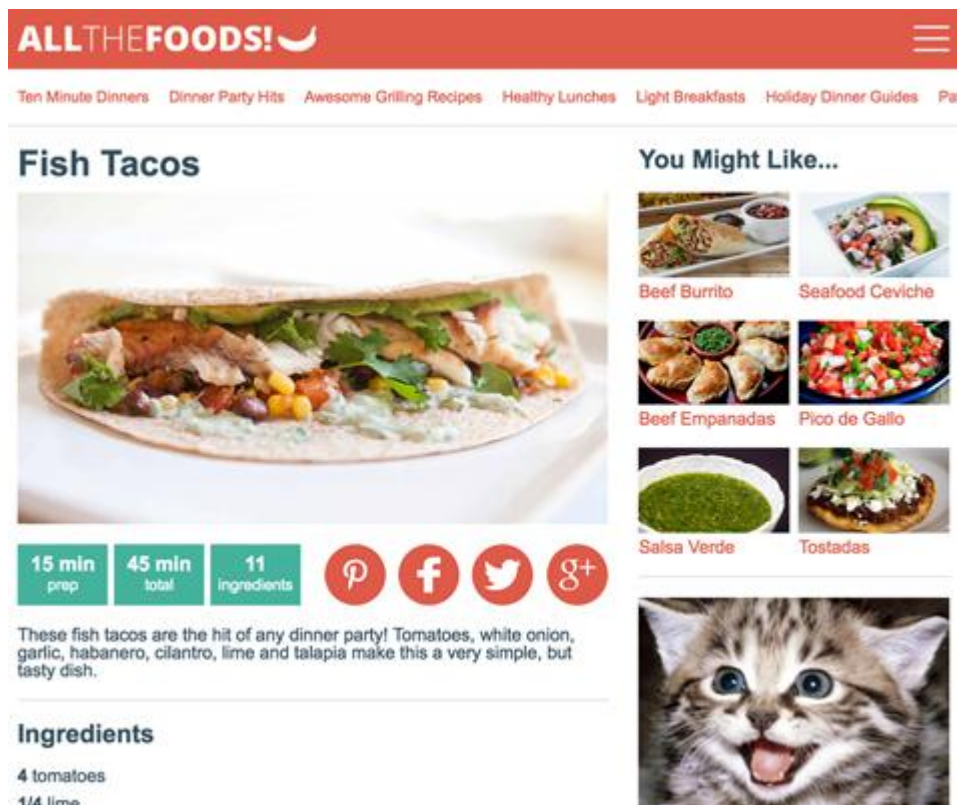 ALLTHEFOODS!
Ten Minute Dinners Dinner Party Hits Awesome Grilling Recipes Healthy Lunches Light Breakfasts Holiday Dinner Guides Pa
Fish Tacos
15 min
prep
45 min
total
11
ingredients
g+
These fish tacos are the hit of any dinner party! Tomatoes, white onion,
garlic, habanero, cilantro, lime and talapia make this a very simple, but
tasty dish.
Ingredients
4 tomatoes
1/4 lime
You Might Like...
Beef Burrito Seafood Ceviche
Beef Empanadas Pico de Gallo
Salsa Verde Tostadas